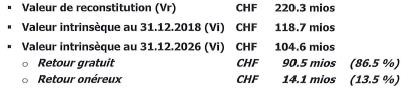 ▪ Valeur de reconstitution (Vr) CHF 220.3 mios
▪ Valeur intrinsèque au 31.12.2018 (Vi) CHF 118.7 mios
▪ Valeur intrinsèque au 31.12.2026 (Vi) CHF 104.6 mios
o Retour gratuit CHF 90.5 mios (86.5 %)
o Retour onéreux CHF 14.1 mios (13.5 %)